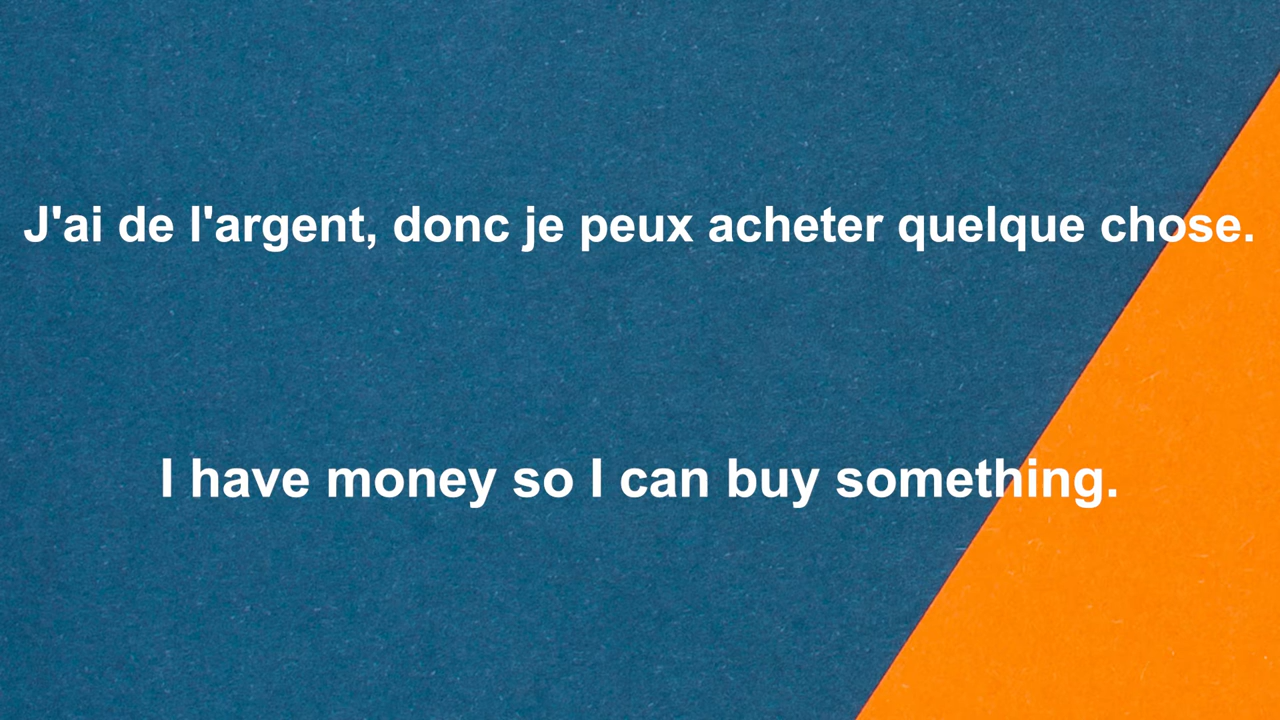 J'ai de l'argent, donc je peux acheter quelque chose.
I have money so I can buy something.